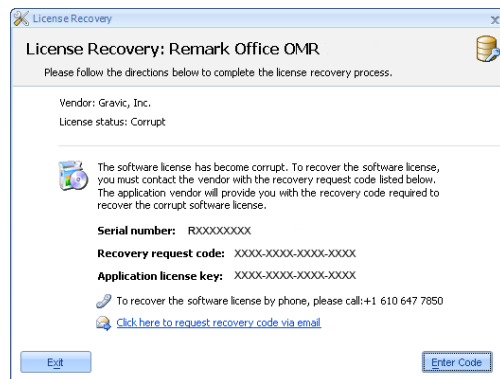 License Recovery
License Recovery: Remark Office OMR
Please follow the directions below to complete the license recovery process.
Vendor: Gravic, Inc.
License status: Corrupt
The software license has become corrupt. To recover the software license,
you must contact the vendor with the recovery request code listed below.
The application vendor will provide you with the recovery code required to
recover the corrupt software license.
Serial number: RXXXXXXXX
Recovery request code: XXXX-XXXX-XXXX-XXXX
Application license key: XXXX-XXXX-XXXX-XXXX
To recover the software license by phone, please call:+1 610 647 7850
Click here to request recovery code via email
Exit
Enter Code